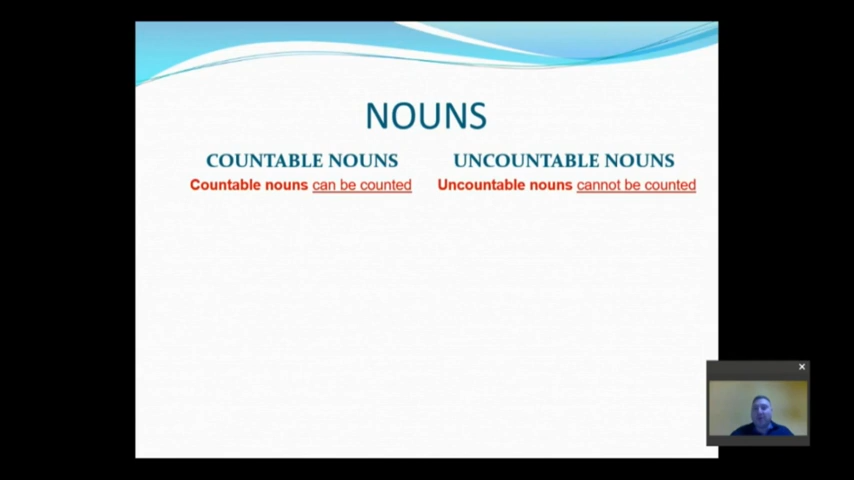 NOUNS
COUNTABLE NOUNS
Countable nouns can be counted
UNCOUNTABLE NOUNS
Uncountable nouns cannot be counted